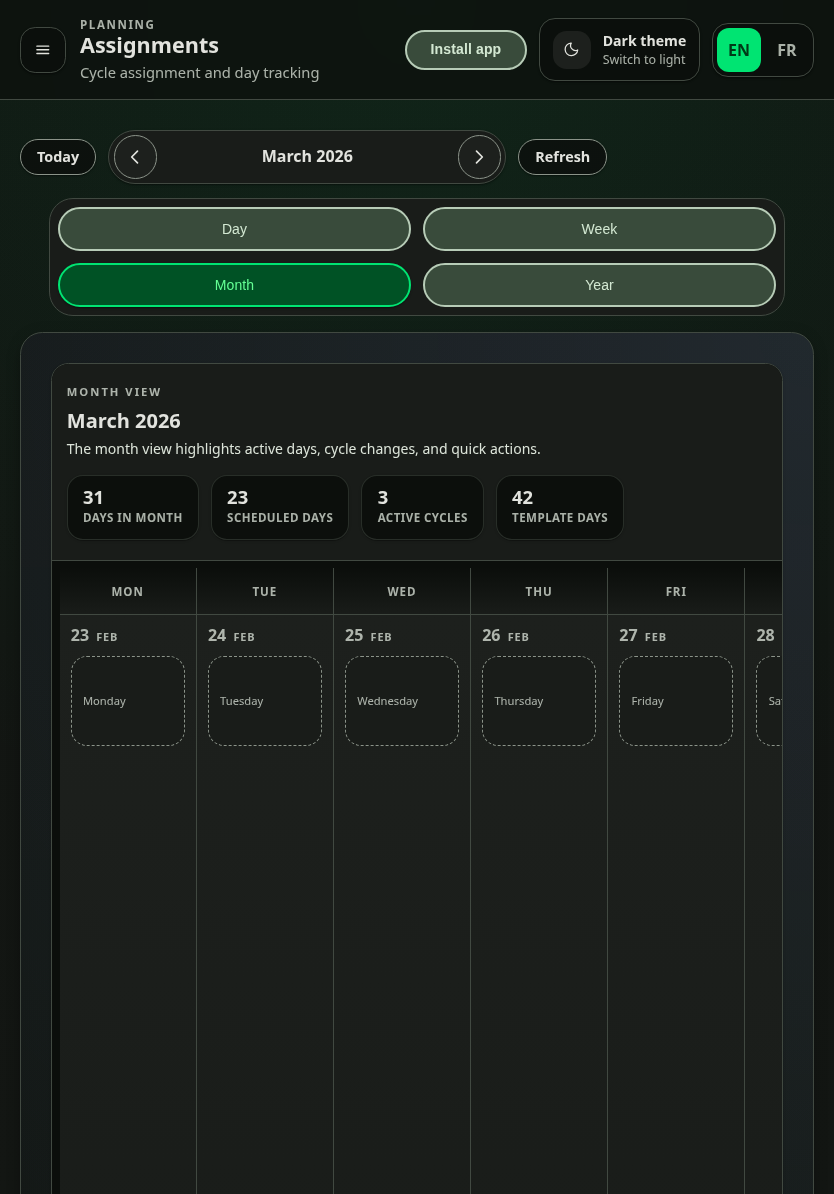 PLANNING
Assignments
Cycle assignment and day tracking
Install app
Dark theme
Switch to light
EN FR
Today
March 2026
Refresh
Day Week
Month Year
MONTH VIEW
March 2026
The month view highlights active days, cycle changes, and quick actions.
31 23 3 42
DAYS IN MONTH SCHEDULED DAYS ACTIVE CYCLES TEMPLATE DAYS
MON TUE WED THU FRI
23 FEB 24 FEB 25 FEB 26 FEB 27 FEB 28
Monday Tuesday Wednesday Thursday Friday